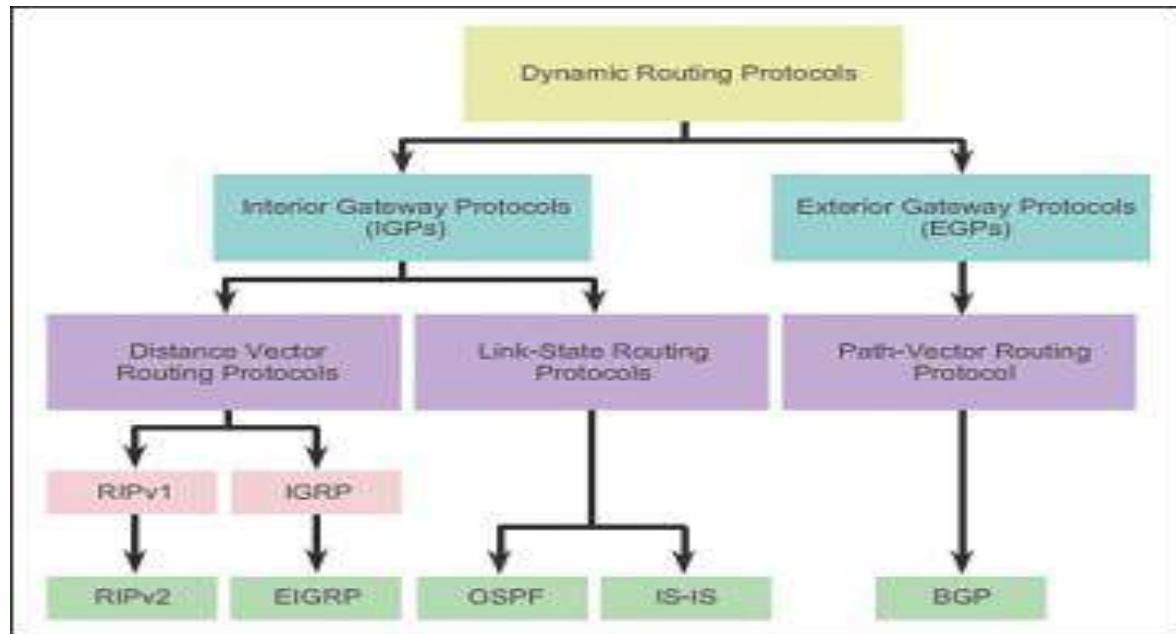 Dynamic Routing Protocols
Interior Gateway Protocols
(IGPs)
Exterior Gateway Protocols
(EGPs)
Distance Vector
Routing Protocols
Link-State Routing
Protocols
Path-Vector Routing
Protocol
RIPv1
IGRP
RIPv2
EIGRP
OSPF
IS-IS
BGP